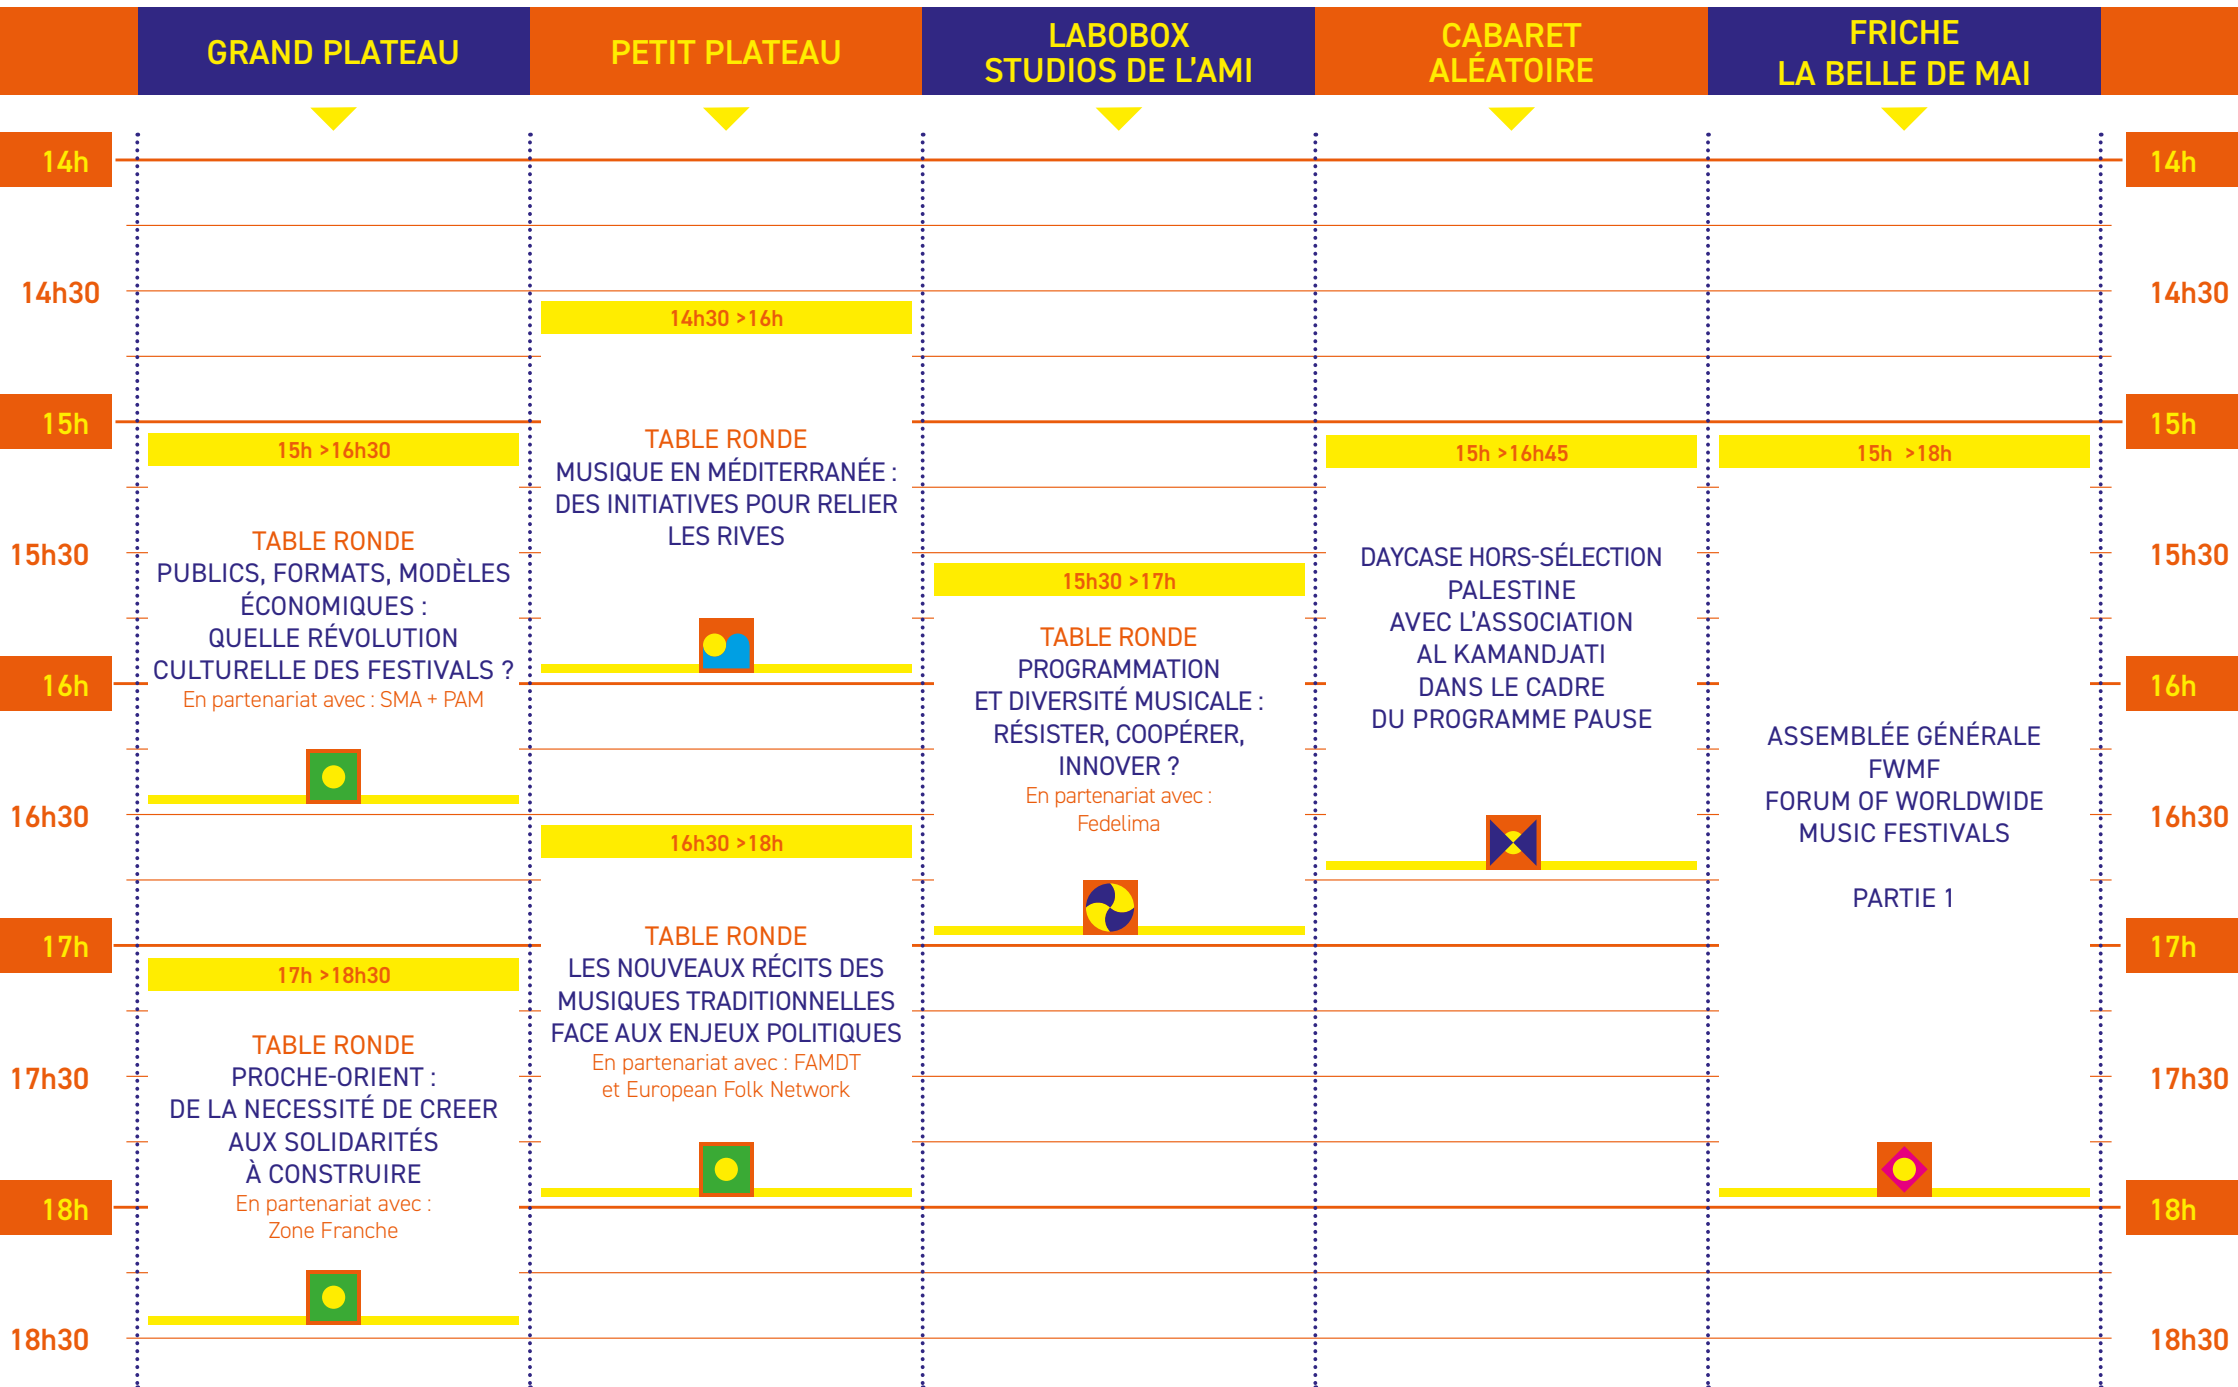 GRAND PLATEAU
PETIT PLATEAU
LABOBOX
STUDIOS DE L'AMI
CABARET
ALÉATOIRE
FRICHE
LA BELLE DE MAI
14h
14h30
15h
15h30
16h
16h30
17h
17h30
18h
18h30
15h >16h30
TABLE RONDE
PUBLICS, FORMATS, MODÈLES
ÉCONOMIQUES :
QUELLE RÉVOLUTION
CULTURELLE DES FESTIVALS ?
En partenariat avec : SMA + PAM
17h >18h30
TABLE RONDE
PROCHE-ORIENT :
DE LA NECESSITÉ DE CREER
AUX SOLIDARITÉS
À CONSTRUIRE
En partenariat avec :
Zone Franche
14h30 >16h
TABLE RONDE
MUSIQUE EN MÉDITERRANÉE :
DES INITIATIVES POUR RELIER
LES RIVES
16h30 >18h
TABLE RONDE
LES NOUVEAUX RÉCITS DES
MUSIQUES TRADITIONNELLES
FACE AUX ENJEUX POLITIQUES
En partenariat avec : FAMDT
et European Folk Network
15h30 >17h
TABLE RONDE
PROGRAMMATION
ET DIVERSITÉ MUSICALE :
RÉSISTER, COOPÉRER,
INNOVER ?
En partenariat avec :
Fedelima
15h >16h45
DAYCASE HORS-SÉLECTION
PALESTINE
AVEC L'ASSOCIATION
AL KAMANDJATI
DANS LE CADRE
DU PROGRAMME PAUSE
15h >18h
ASSEMBLÉE GÉNÉRALE
FWMF
FORUM OF WORLDWIDE
MUSIC FESTIVALS
PARTIE 1
14h
14h30
15h
15h30
16h
16h30
17h
17h30
18h
18h30